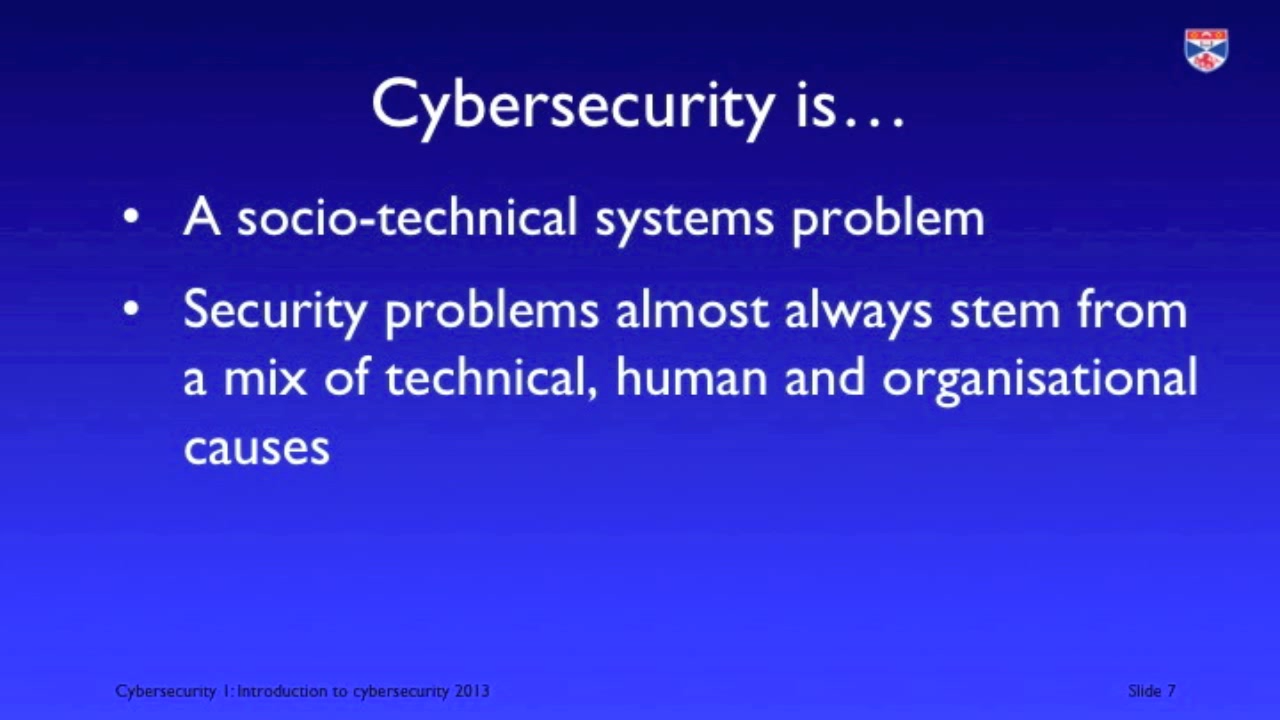 Cybersecurity is…
• A socio-technical systems problem
• Security problems almost always stem from
a mix of technical, human and organisational
causes
Cybersecurity 1: Introduction to cybersecurity 2013
Slide 7